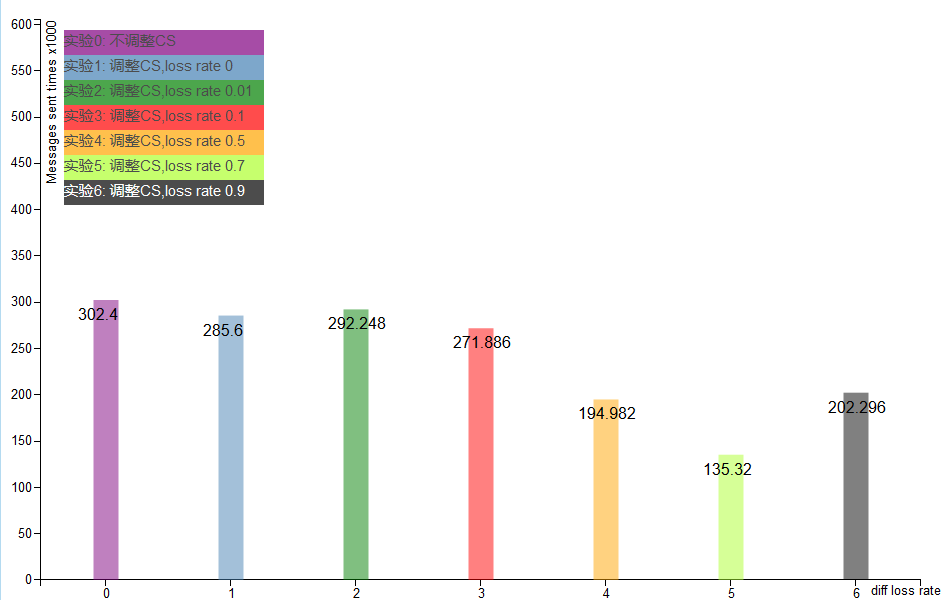 Messages sent times x1000
600
550
500
450
400
350
300
250
200
150
100
50
0
实验0: 不调整CS
实验1: 调整CS,loss rate 0
实验2: 调整CS,loss rate 0.01
实验3: 调整CS,loss rate 0.1
实验4: 调整CS,loss rate 0.5
实验5: 调整CS,loss rate 0.7
实验6: 调整CS,loss rate 0.9
302.4
285.6
292.248
271.886
194.982
135.32
202.296
0 1 2 3 4 5 6 diff loss rate